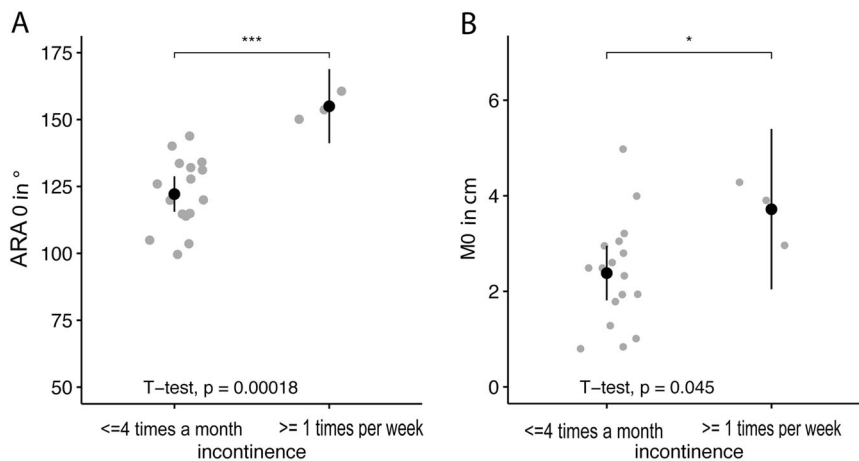 A
***
ARA 0 in °
175
150
125
100
75
50
T-test, p = 0.00018
<=4 times a month
>= 1 times per week
incontinence
B
*
M0 in cm
6
4
2
0
T-test, p = 0.045
<=4 times a month
>= 1 times per week
incontinence